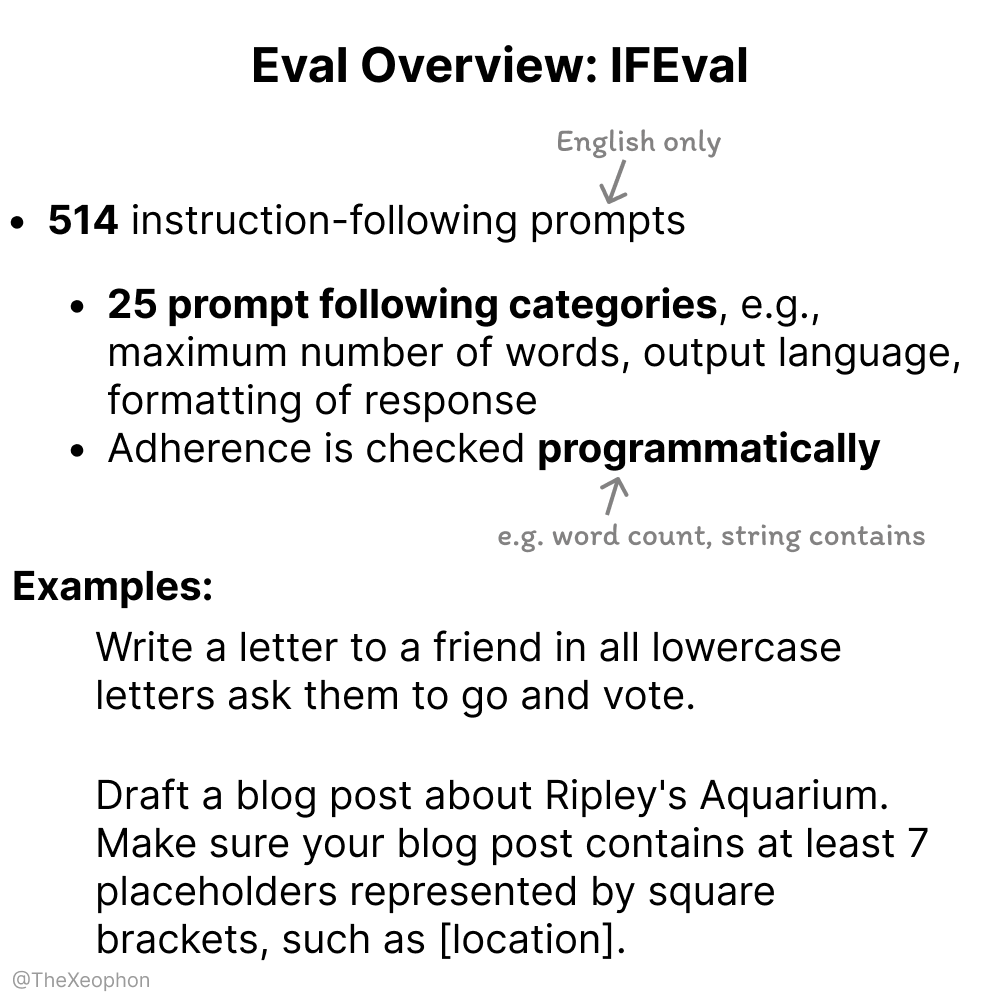 Eval Overview: IFEval
English only
• 514 instruction-following prompts
• 25 prompt following categories, e.g.,
maximum number of words, output language,
formatting of response
• Adherence is checked programmatically
e.g. word count, string contains
Examples:
Write a letter to a friend in all lowercase
letters ask them to go and vote.
Draft a blog post about Ripley's Aquarium.
Make sure your blog post contains at least 7
placeholders represented by square
brackets, such as [location].
@TheXeophon